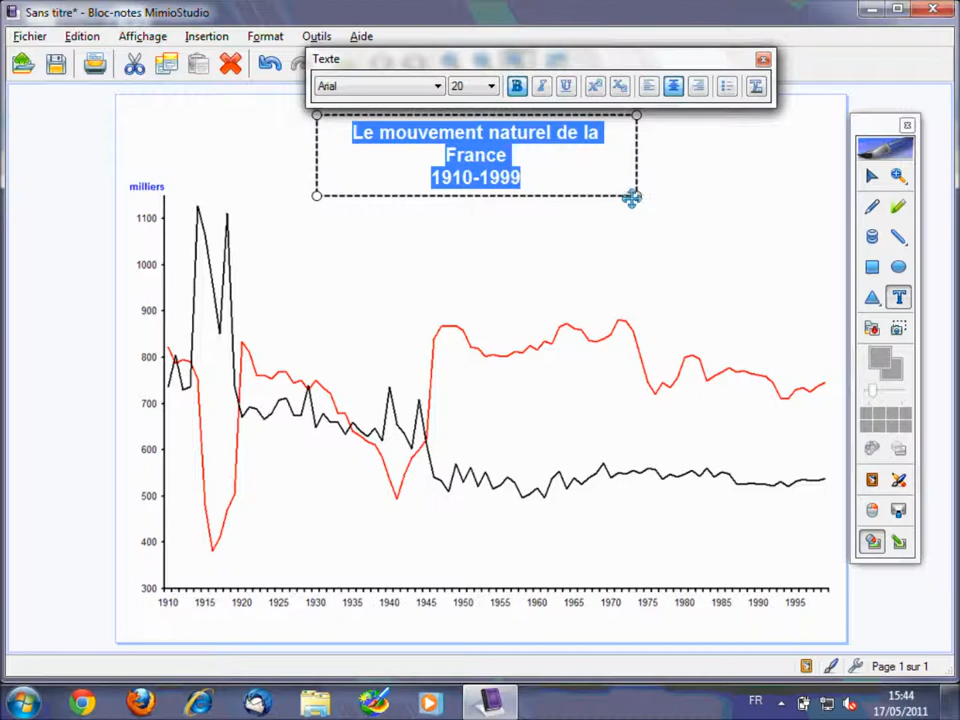 Sans titre* - Bloc-notes MimioStudio
Fichier Edition Affichage Insertion Format Outils Aide
Texte
Arial 20 B I U
Le mouvement naturel de la
France
1910-1999
milliers
1100
1000
900
800
700
600
500
400
300
1910 1915 1920 1925 1930 1935 1940 1945 1950 1955 1960 1965 1970 1975 1980 1985 1990 1995
Page 1 sur 1
FR
15:44
17/05/2011